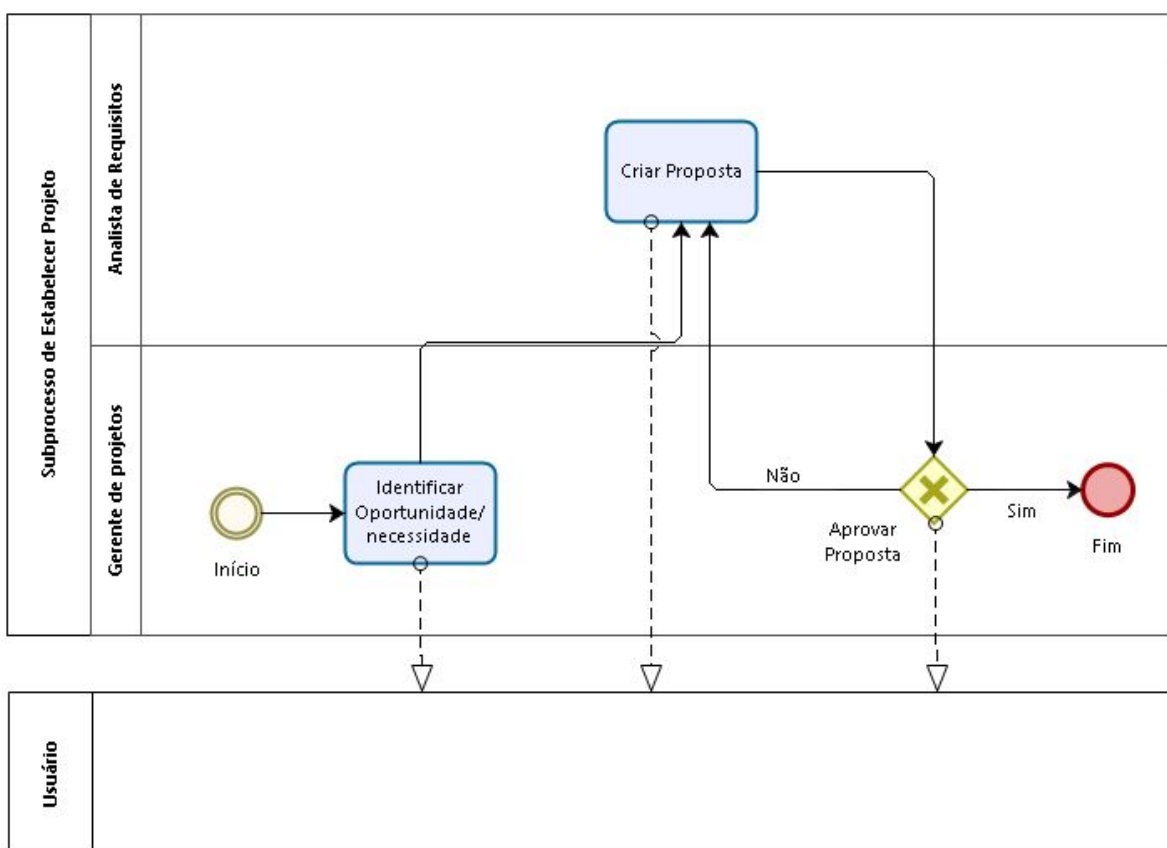 Subprocesso de Estabelecer Projeto
Analista de Requisitos
Criar Proposta
Gerente de projetos
Início
Identificar
Oportunidade/
necessidade
Não
Aprovar
Proposta
Sim
Fim
Usuário